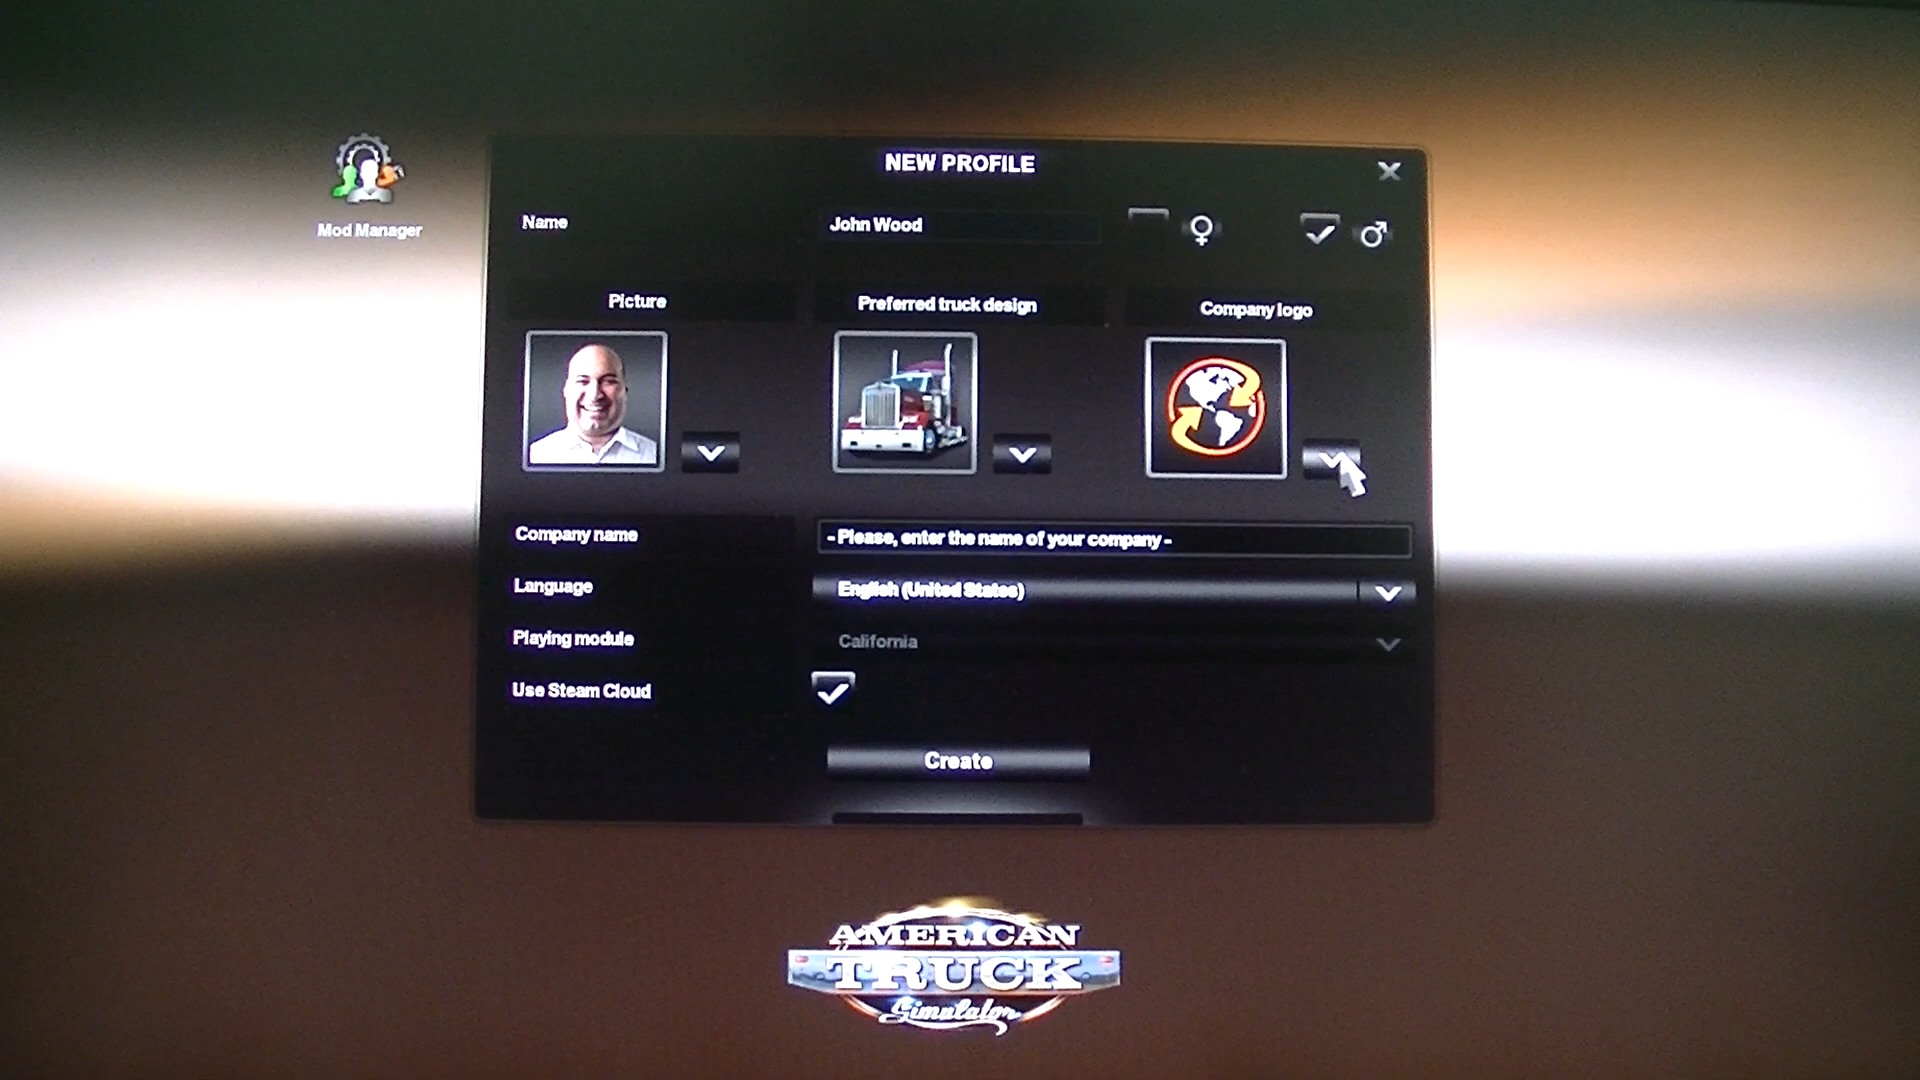 NEW PROFILE
Mod Manager
Name
John Wood
Picture
Preferred truck design
Company logo
Company name
- Please, enter the name of your company -
Language
English (United States)
Playing module
California
Use Steam Cloud
Create
AMERICAN
TRUCK
Simulator